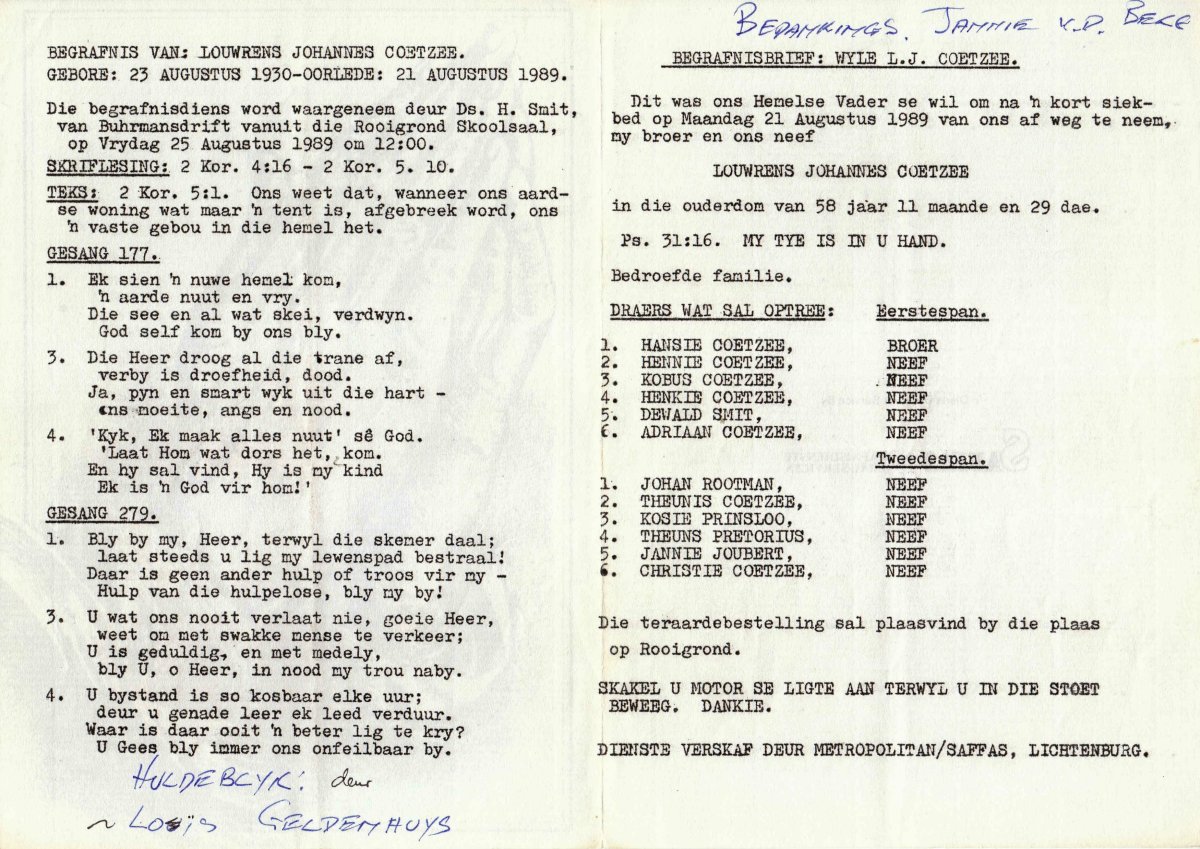 BEGRAFNIS VAN: LOUWRENS JOHANNES COETZEE.
GEBORE: 23 AUGUSTUS 1930-OORLEDE: 21 AUGUSTUS 1989.
Die begrafnisdiens word waargeneem deur Ds. H. Smit,
van Buhrmansdrift vanuit die Rooigrond Skoolsaal,
op Vrydag 25 Augustus 1989 om 12:00.
SKRIFLESING: 2 Kor. 4:16 - 2 Kor. 5. 10.
TEKS: 2 Kor. 5:1. Ons weet dat, wanneer ons aard-
se woning wat maar 'n tent is, afgebreek word, ons
'n vaste gebou in die hemel het.
GESANG 177.
1. Ek sien 'n nuwe hemel kom,
'n aarde nuut en vry.
Die see en al wat skei, verdwyn.
God self kom by ons bly.
3. Die Heer droog al die trane af,
verby is droefheid, dood.
Ja, pyn en smart wyk uit die hart -
ons moeite, angs en nood.
4. 'Kyk, Ek maak alles nuut' sê God.
'Laat Hom wat dors het, kom.
En hy sal vind, Hy is my kind
Ek is 'n God vir hom!'
GESANG 279.
1. Bly by my, Heer, terwyl die skemer daal;
laat steeds u lig my lewenspad bestraal!
Daar is geen ander hulp of troos vir my -
Hulp van die hulpelose, bly my by!
3. U wat ons nooit verlaat nie, goeie Heer,
weet om met swakke mense te verkeer;
U is geduldig, en met medely,
bly U, o Heer, in nood my trou naby.
4. U bystand is so kosbaar elke uur;
deur u genade leer ek leed verduur.
Waar is daar ooit 'n beter lig te kry?
U Gees bly immer ons onfeilbaar by.
HULDEBLYK: deur
~ Louis GELDENHUYS
BEDANKINGS. JANNIE V.D. BERG
BEGRAFNISBRIEF: WYLE L.J. COETZEE.
Dit was ons Hemelse Vader se wil om na 'n kort siek-
bed op Maandag 21 Augustus 1989 van ons af weg te neem,
my broer en ons neef
LOUWRENS JOHANNES COETZEE
in die ouderdom van 58 jaar 11 maande en 29 dae.
Ps. 31:16. MY TYE IS IN U HAND.
Bedroefde familie.
DRAERS WAT SAL OPTREE: Eerstespan.
1. HANSIE COETZEE, BROER
2. HENNIE COETZEE, NEEF
3. KOBUS COETZEE, NEEF
4. HENKIE COETZEE, NEEF
5. DEWALD SMIT, NEEF
6. ADRIAAN COETZEE, NEEF
Tweedespan.
1. JOHAN ROOTMAN, NEEF
2. THEUNIS COETZEE, NEEF
3. KOSIE PRINSLOO, NEEF
4. THEUNS PRETORIUS, NEEF
5. JANNIE JOUBERT, NEEF
6. CHRISTIE COETZEE, NEEF
Die teraardebestelling sal plaasvind by die plaas
op Rooigrond.
SKAKEL U MOTOR SE LIGTE AAN TERWYL U IN DIE STOET
BEWEEG. DANKIE.
DIENSTE VERSKAF DEUR METROPOLITAN/SAFFAS, LICHTENBURG.